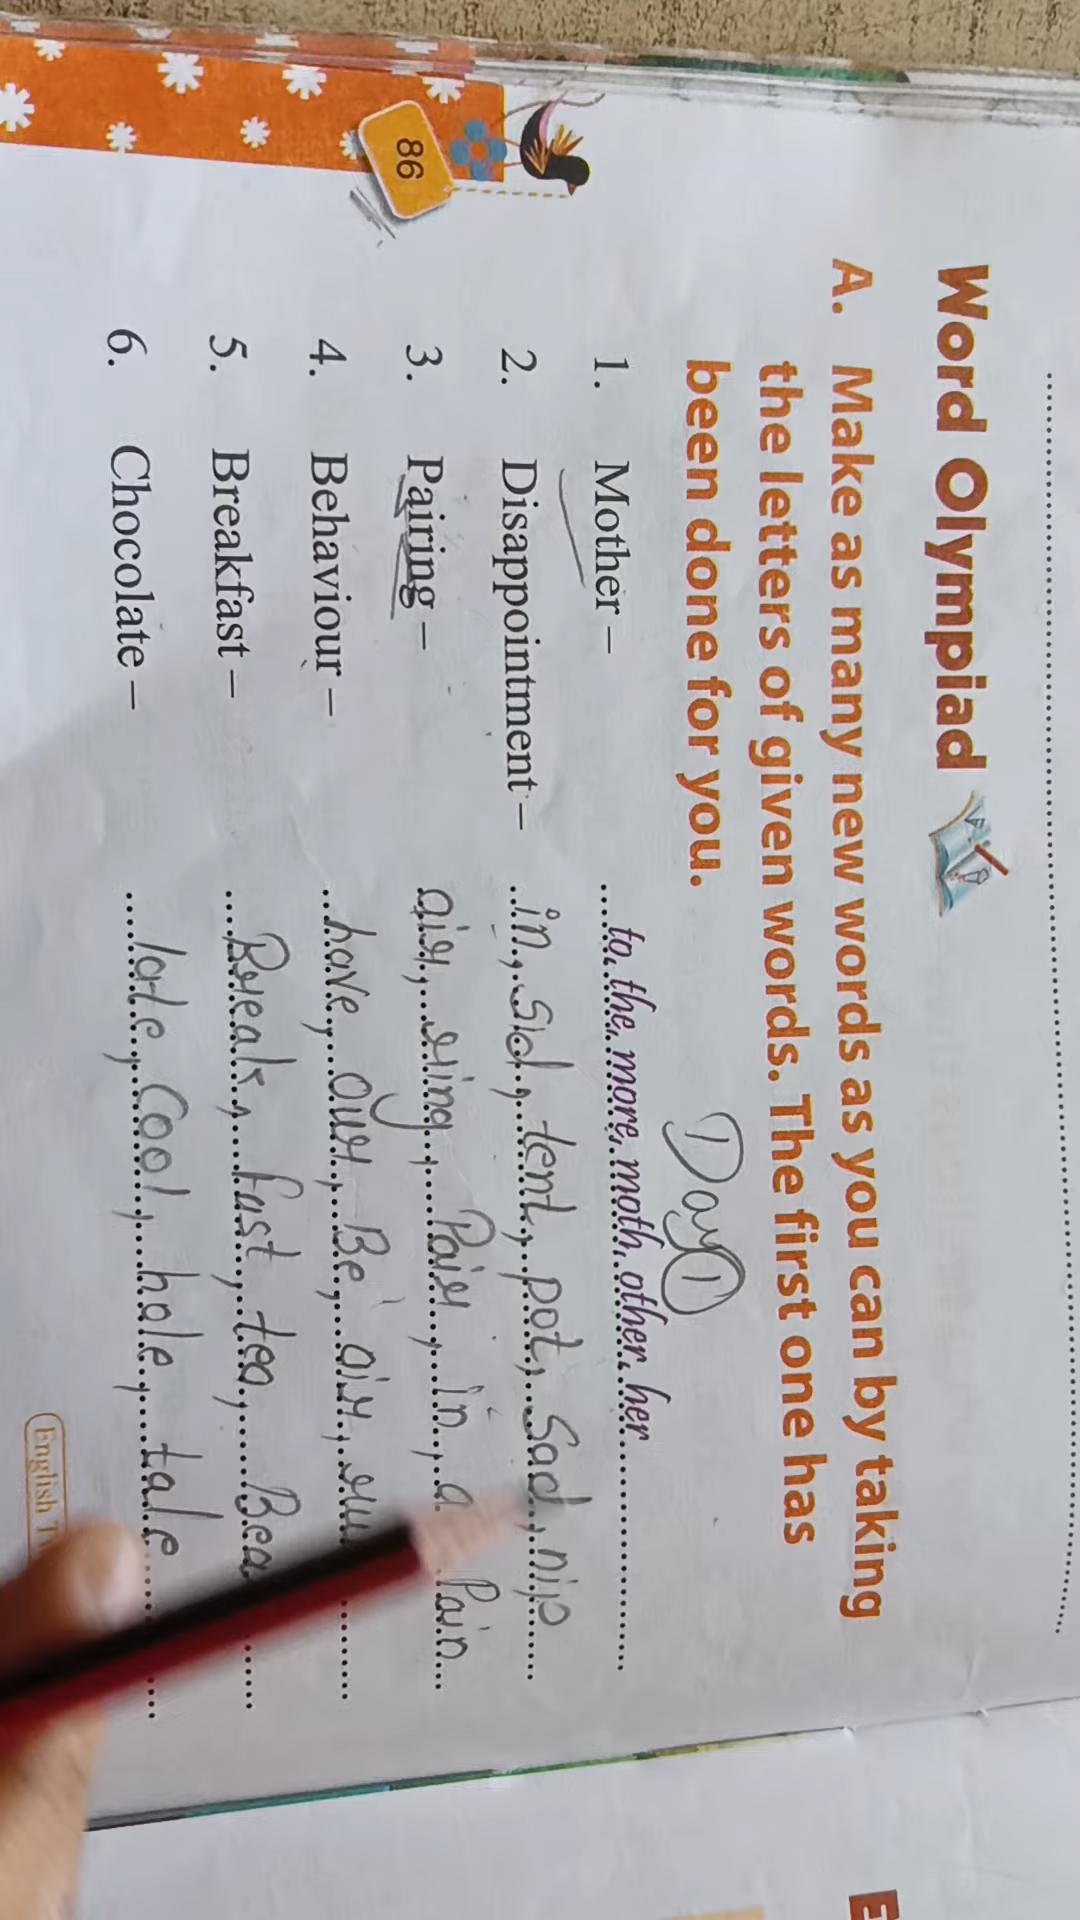 Word Olympiad
A. Make as many new words as you can by taking
the letters of given words. The first one has
been done for you.
Day 1
1. Mother – to, the, more, moth, other, her
2. Disappointment – in, sid, tent, pot, Sad, nip
3. Pairing – air, ring, Pair, in, a Pain
4. Behaviour – have, our, Be, air,
5. Breakfast – Break, fast, tea, Bea
6. Chocolate – late, Cool, hole, tale
86
English
E